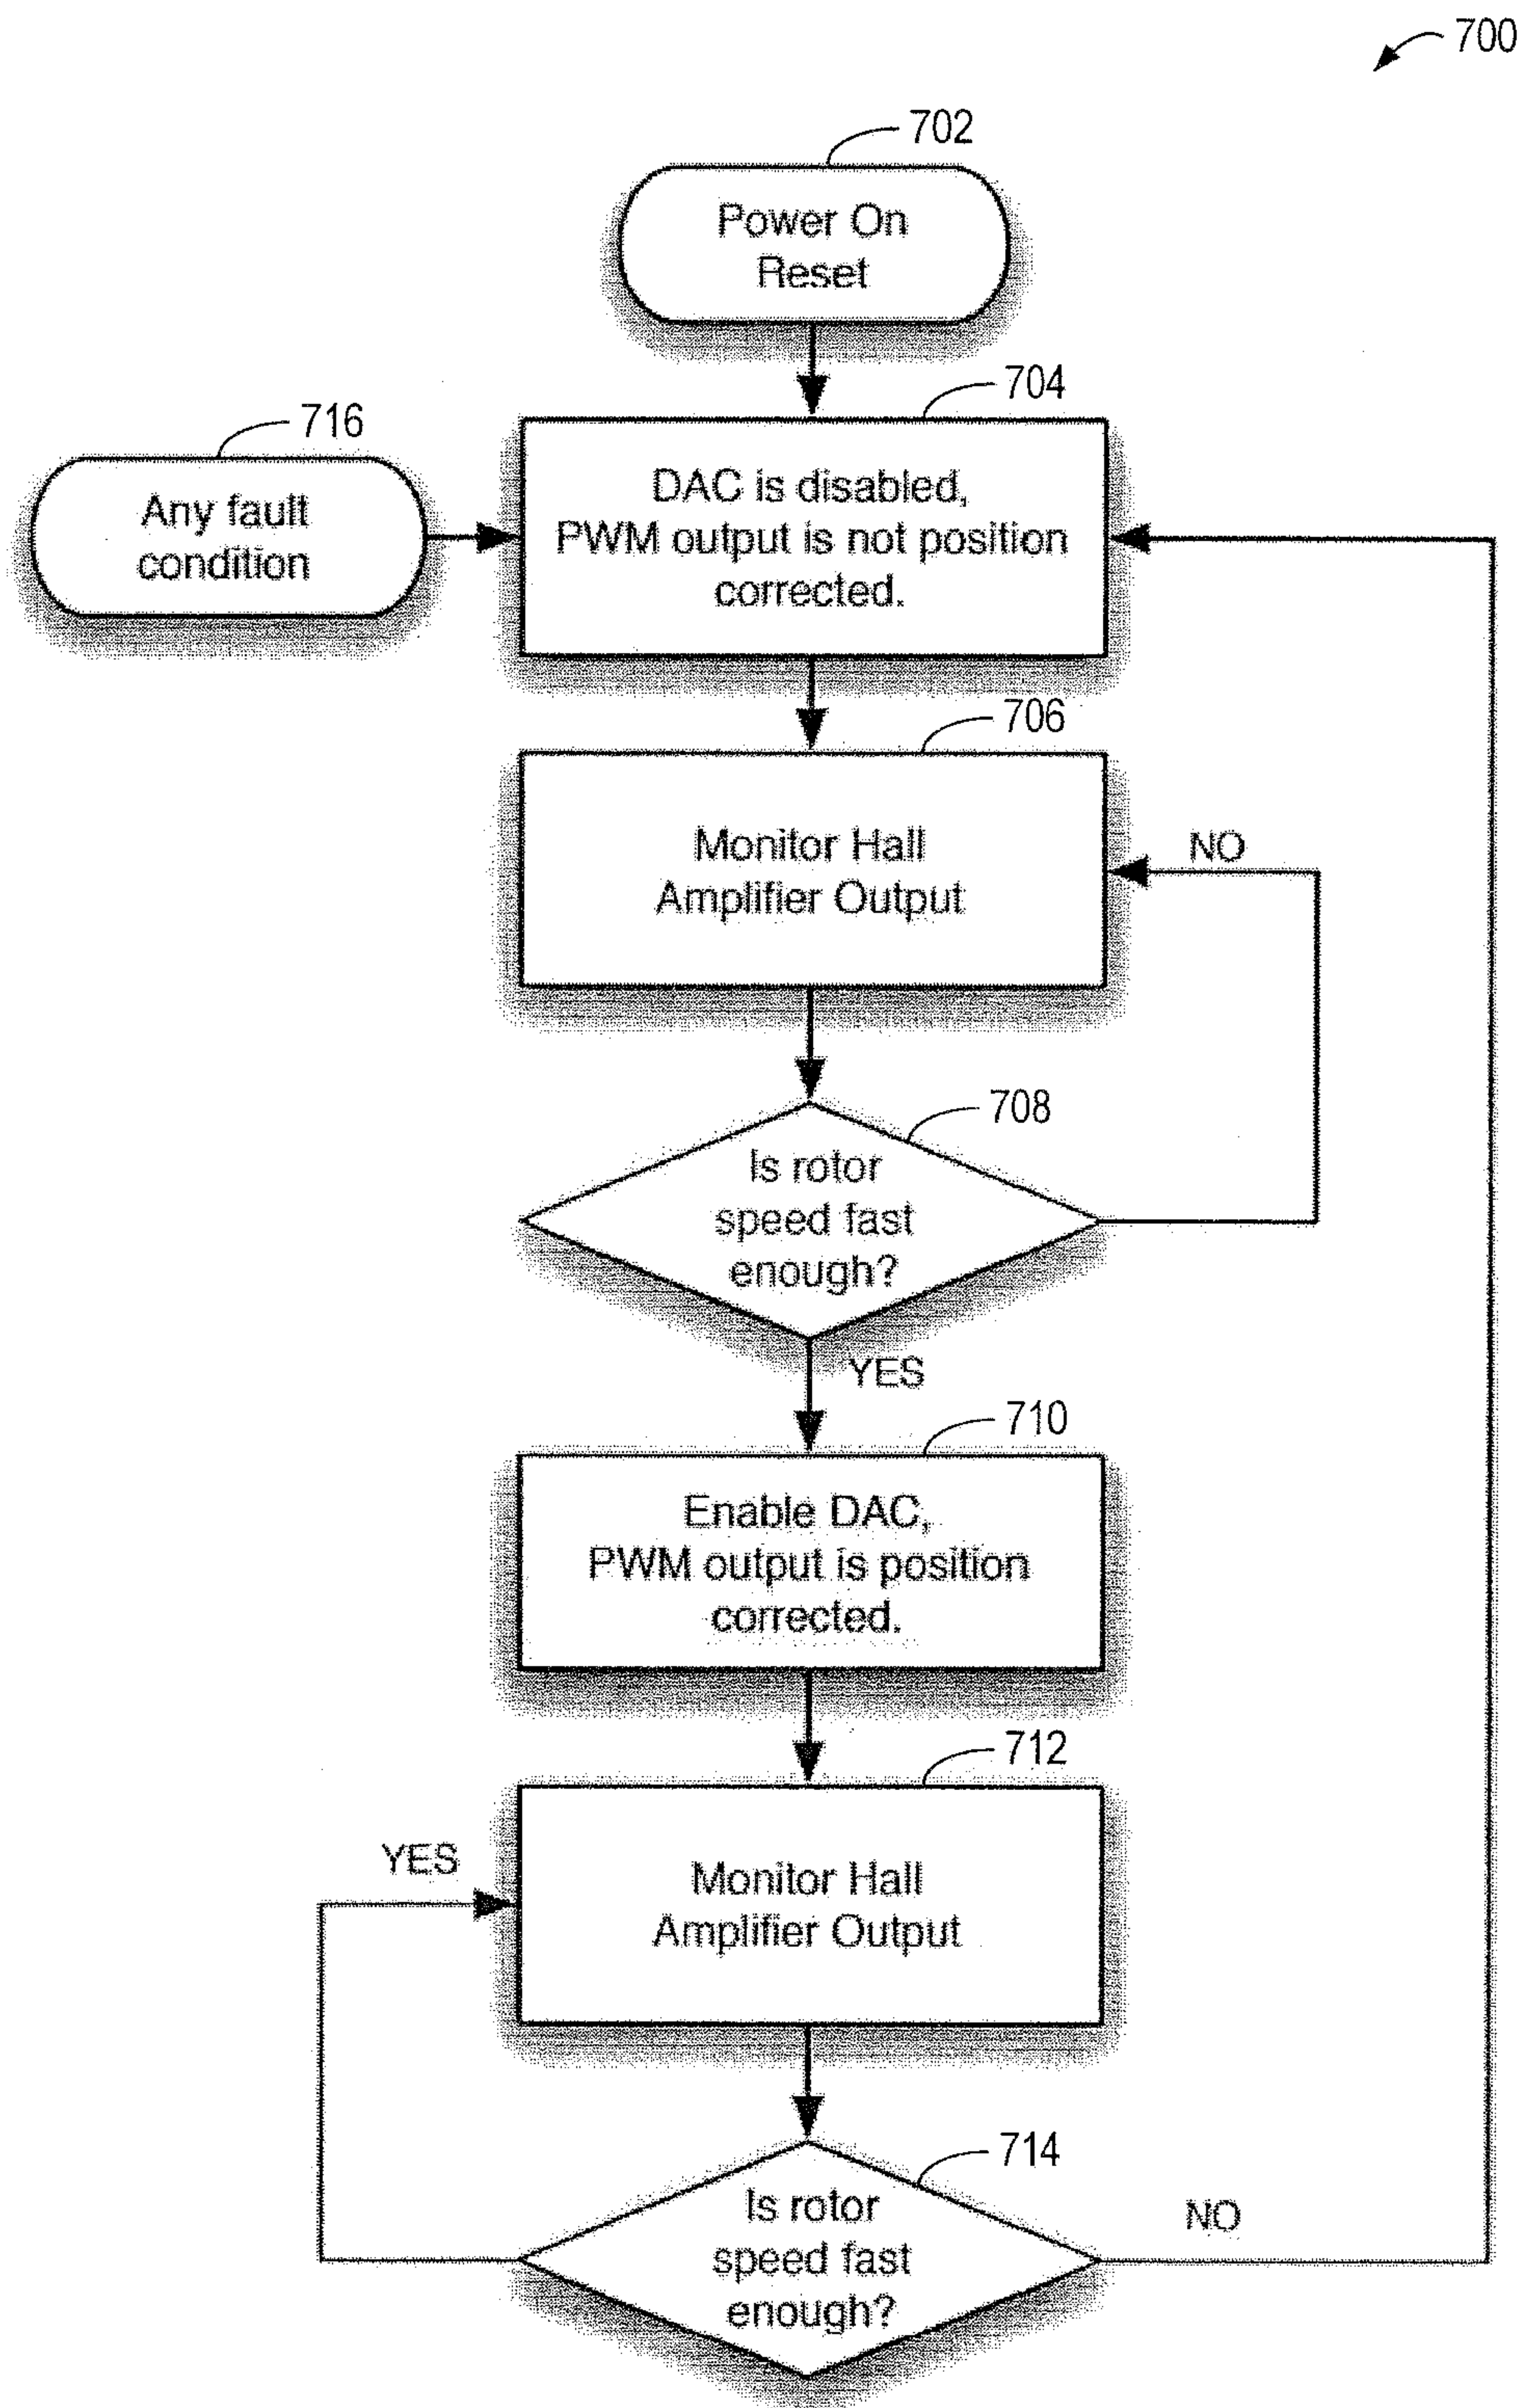 700
702
Power On
Reset
704
716
Any fault
condition
DAC is disabled,
PWM output is not position
corrected.
706
Monitor Hall
Amplifier Output
NO
708
Is rotor
speed fast
enough?
YES
710
Enable DAC,
PWM output is position
corrected.
712
YES
Monitor Hall
Amplifier Output
714
Is rotor
speed fast
enough?
NO